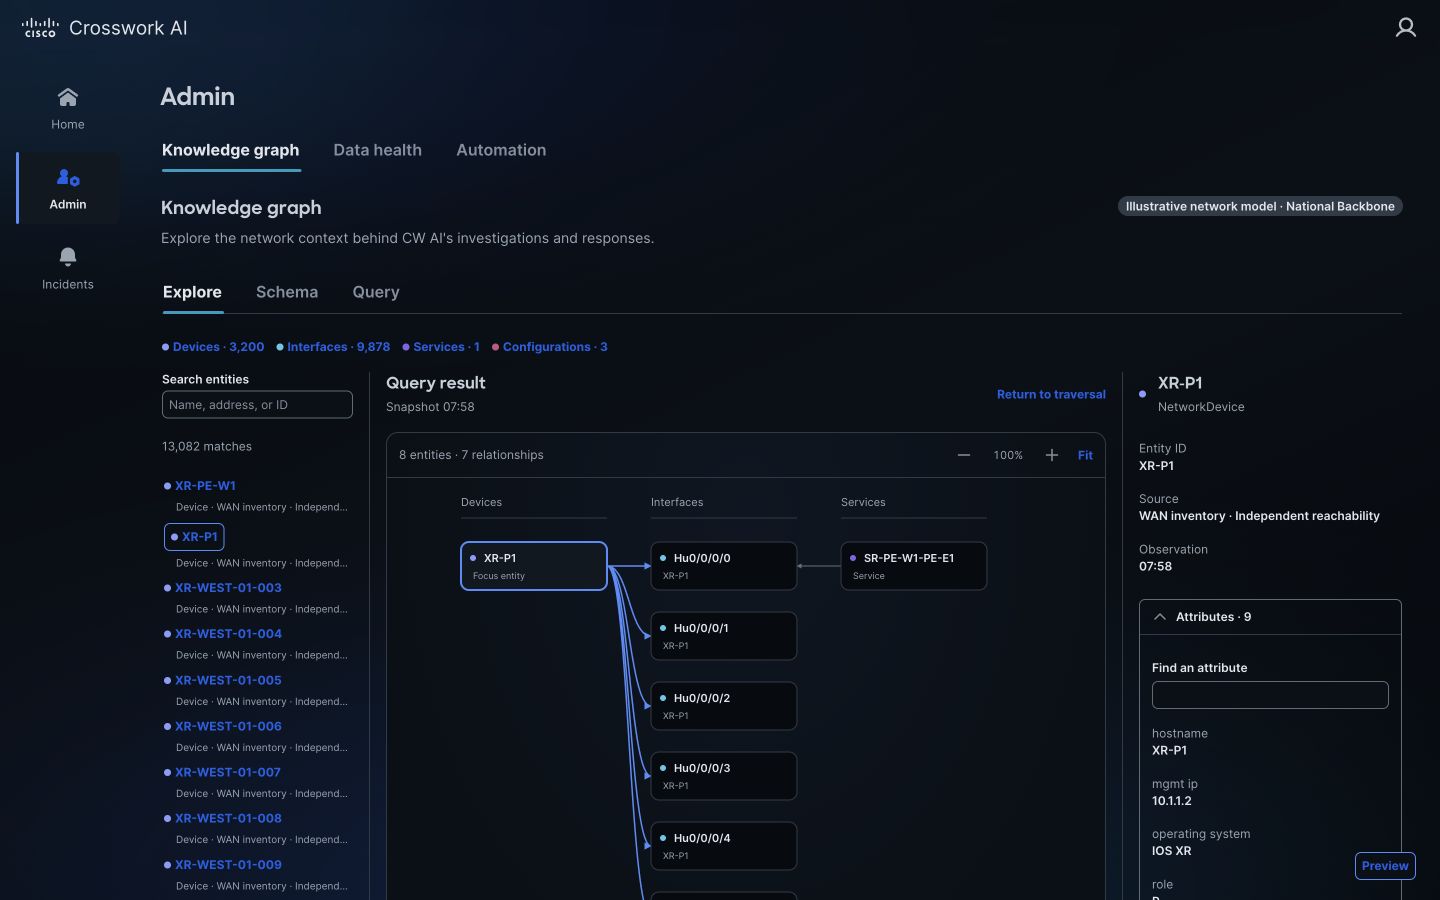 CISCO Crosswork AI
Home
Admin
Incidents
Admin
Knowledge graph Data health Automation
Knowledge graph
Illustrative network model · National Backbone
Explore the network context behind CW AI's investigations and responses.
Explore Schema Query
Devices · 3,200 Interfaces · 9,878 Services · 1 Configurations · 3
Search entities
Name, address, or ID
13,082 matches
XR-PE-W1
Device · WAN inventory · Independ...
XR-P1
Device · WAN inventory · Independ...
XR-WEST-01-003
Device · WAN inventory · Independ...
XR-WEST-01-004
Device · WAN inventory · Independ...
XR-WEST-01-005
Device · WAN inventory · Independ...
XR-WEST-01-006
Device · WAN inventory · Independ...
XR-WEST-01-007
Device · WAN inventory · Independ...
XR-WEST-01-008
Device · WAN inventory · Independ...
XR-WEST-01-009
Device · WAN inventory · Independ...
Query result
Snapshot 07:58
Return to traversal
8 entities · 7 relationships
100%
Fit
Devices Interfaces Services
XR-P1
Focus entity
Hu0/0/0/0
XR-P1
SR-PE-W1-PE-E1
Service
Hu0/0/0/1
XR-P1
Hu0/0/0/2
XR-P1
Hu0/0/0/3
XR-P1
Hu0/0/0/4
XR-P1
XR-P1
NetworkDevice
Entity ID
XR-P1
Source
WAN inventory · Independent reachability
Observation
07:58
Attributes · 9
Find an attribute
hostname
XR-P1
mgmt ip
10.1.1.2
operating system
IOS XR
role
Preview